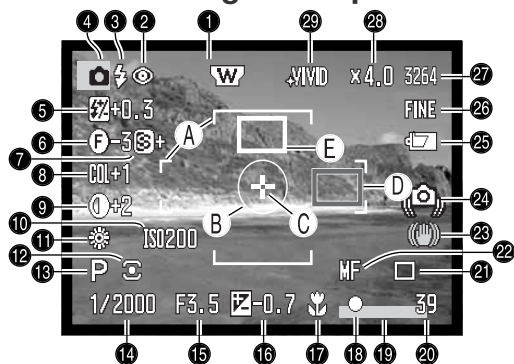 4 3 2 1 29 28
W VIVID x4.0 3264 27
5 +0.3 FINE 26
6 F-3 S+ A E 25
7
8 COL+1 D
9 +2 B C 24
10 ISO200 23
11
12 22
13 P MF 21
1/2000 F3.5 -0.7 39
14 15 16 17 18 19 20